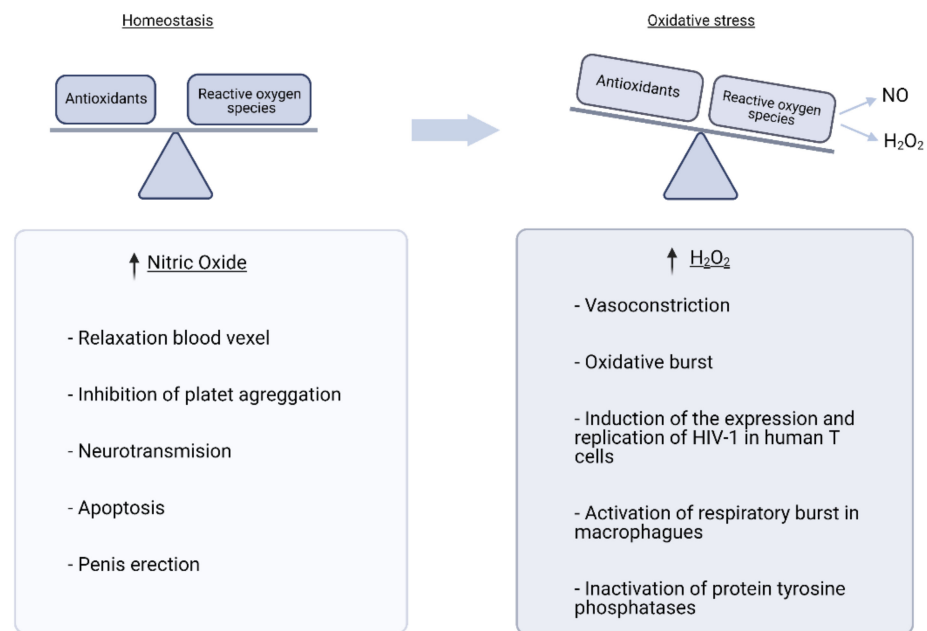 Homeostasis
Oxidative stress
Antioxidants
Reactive oxygen
species
Antioxidants
Reactive oxygen
species
NO
H₂O₂
↑ Nitric Oxide
- Relaxation blood vexel
- Inhibition of platet agreggation
- Neurotransmision
- Apoptosis
- Penis erection
↑ H₂O₂
- Vasoconstriction
- Oxidative burst
- Induction of the expression and
replication of HIV-1 in human T
cells
- Activation of respiratory burst in
macrophagues
- Inactivation of protein tyrosine
phosphatases